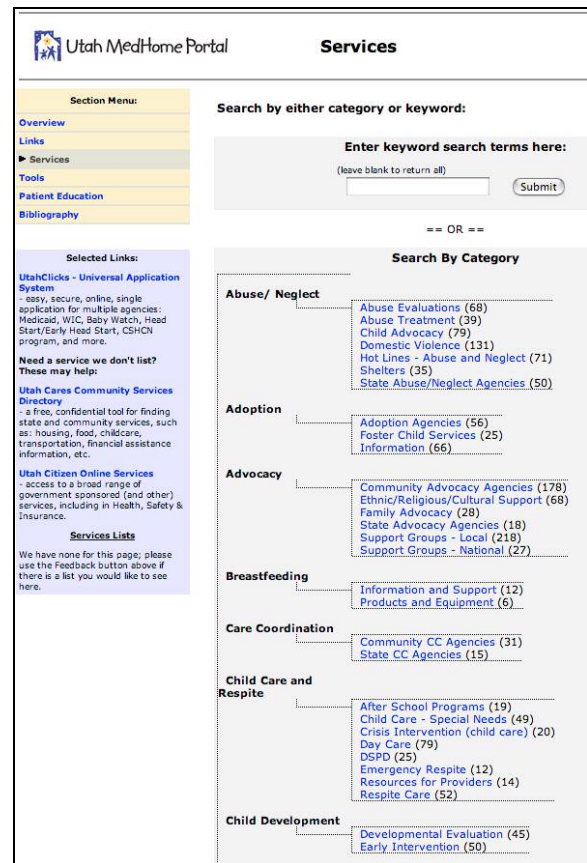 Utah MedHome Portal
Services
Section Menu:
Overview
Links
Services
Tools
Patient Education
Bibliography
Selected Links:
UtahClicks - Universal Application
System
- easy, secure, online, single
application for multiple agencies:
Medicaid, WIC, Baby Watch, Head
Start/Early Head Start, CSHCN
program, and more.
Need a service we don't list?
These may help:
Utah Cares Community Services
Directory
- a free, confidential tool for finding
state and community services, such
as: housing, food, childcare,
transportation, financial assistance
information, etc.
Utah Citizen Online Services
- access to a broad range of
government sponsored (and other)
services, including in Health, Safety &
Insurance.
Services Lists
We have none for this page; please
use the Feedback button above if
there is a list you would like to see
here.
Search by either category or keyword:
Enter keyword search terms here:
(leave blank to return all)
Submit
== OR ==
Search By Category
Abuse/ Neglect
Abuse Evaluations (68)
Abuse Treatment (39)
Child Advocacy (79)
Domestic Violence (131)
Hot Lines - Abuse and Neglect (71)
Shelters (35)
State Abuse/Neglect Agencies (50)
Adoption
Adoption Agencies (56)
Foster Child Services (25)
Information (66)
Advocacy
Community Advocacy Agencies (178)
Ethnic/Religious/Cultural Support (68)
Family Advocacy (28)
State Advocacy Agencies (18)
Support Groups - Local (218)
Support Groups - National (27)
Breastfeeding
Information and Support (12)
Products and Equipment (6)
Care Coordination
Community CC Agencies (31)
State CC Agencies (15)
Child Care and
Respite
After School Programs (19)
Child Care - Special Needs (49)
Crisis Intervention (child care) (20)
Day Care (79)
DSPD (25)
Emergency Respite (12)
Resources for Providers (14)
Respite Care (52)
Child Development
Developmental Evaluation (45)
Early Intervention (50)